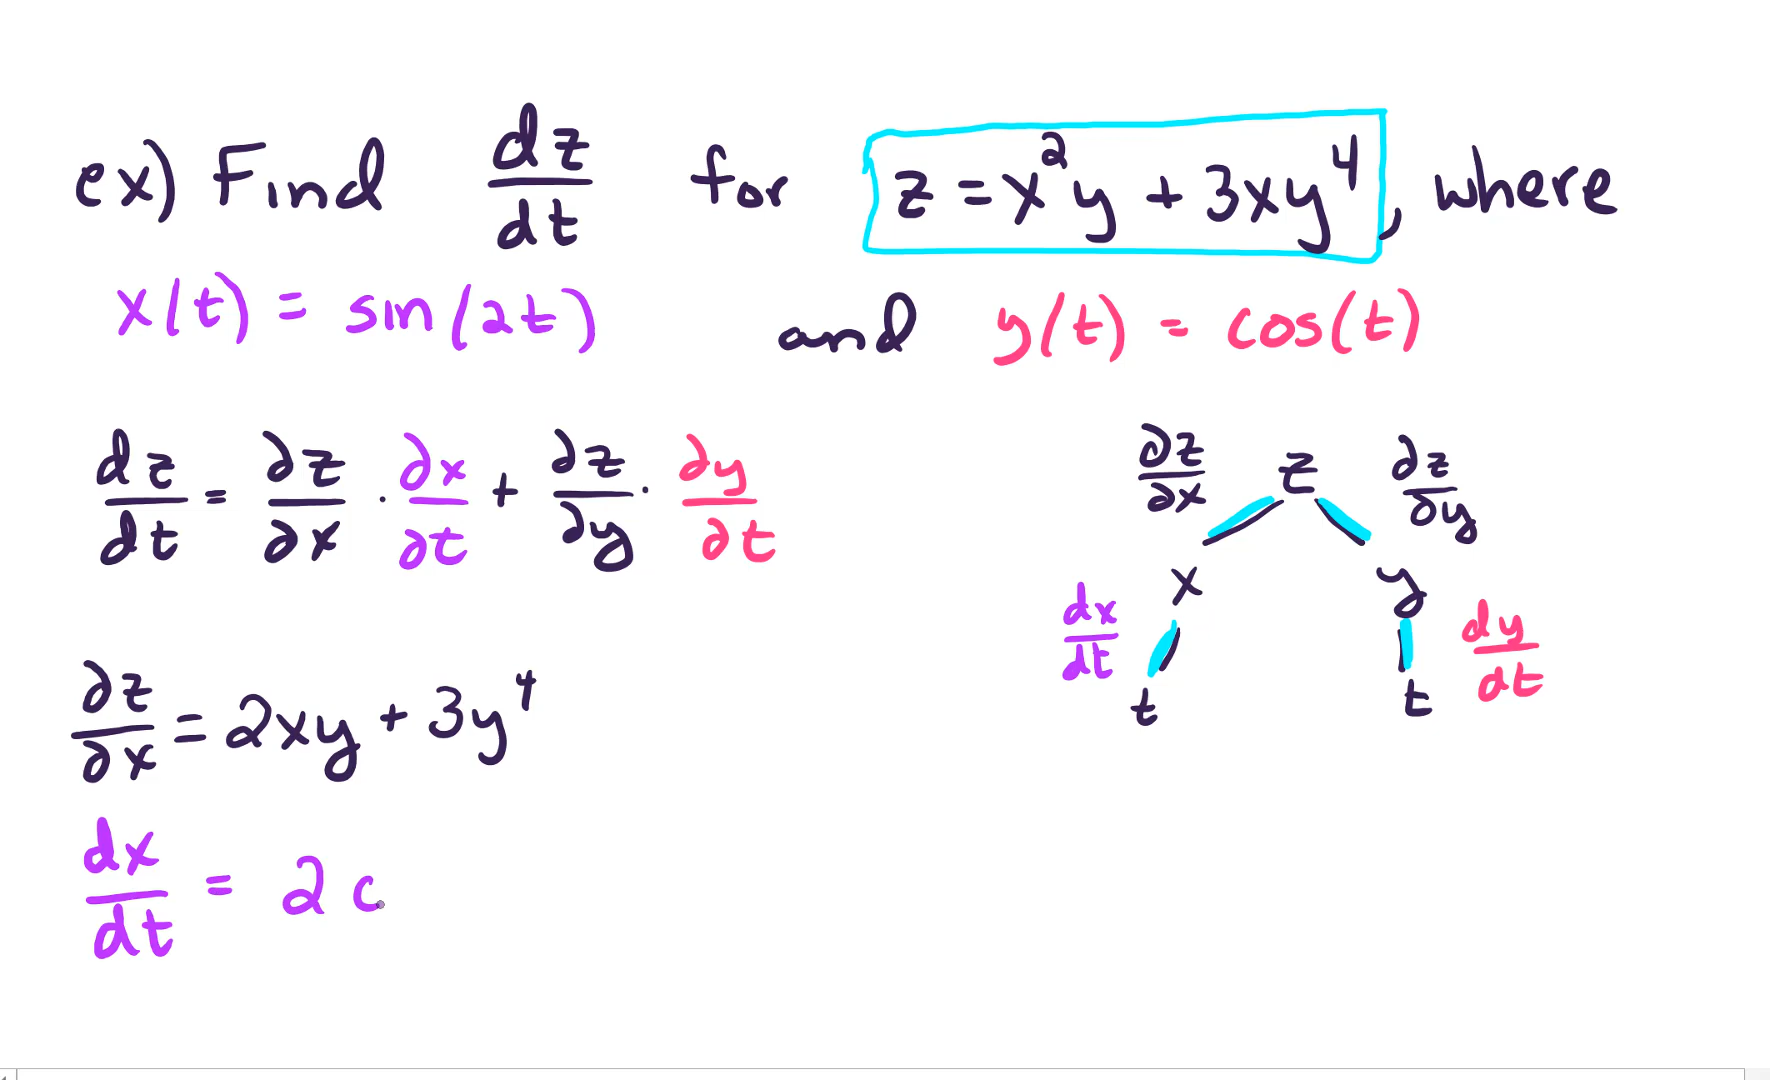 ex) Find dz/dt for z = x²y + 3xy⁴, where
x(t) = sin(2t) and y(t) = cos(t)
dz/dt = ∂z/∂x · ∂x/∂t + ∂z/∂y · ∂y/∂t
∂z/∂x z ∂z/∂y
x y
dx/dt dy/dt
t t
∂z/∂x = 2xy + 3y⁴
dx/dt = 2 c